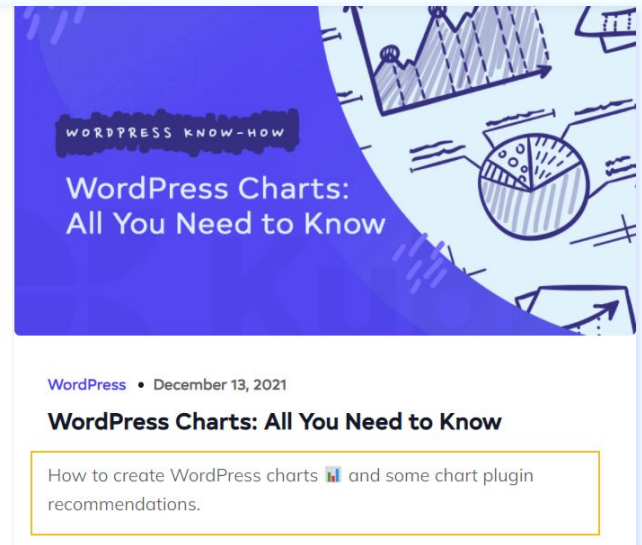 WORDPRESS KNOW-HOW
WordPress Charts:
All You Need to Know
WordPress • December 13, 2021
WordPress Charts: All You Need to Know
How to create WordPress charts 📊 and some chart plugin
recommendations.